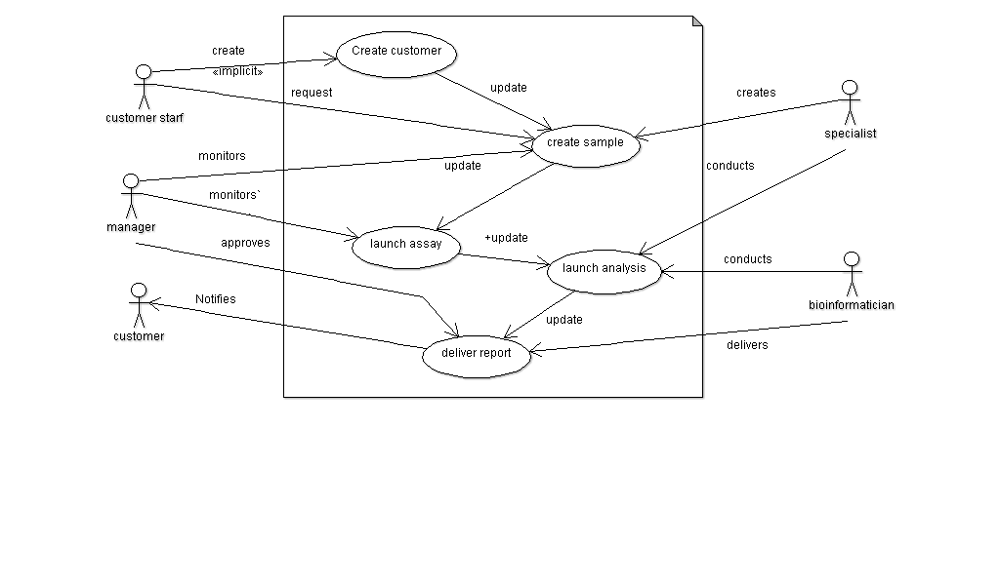 create
Create customer
«implicit»
update
request
creates
customer starf
specialist
create sample
monitors
update
conducts
monitors`
manager
approves
launch assay
+update
conducts
launch analysis
Notifies
bioinformatician
update
customer
delivers
deliver report